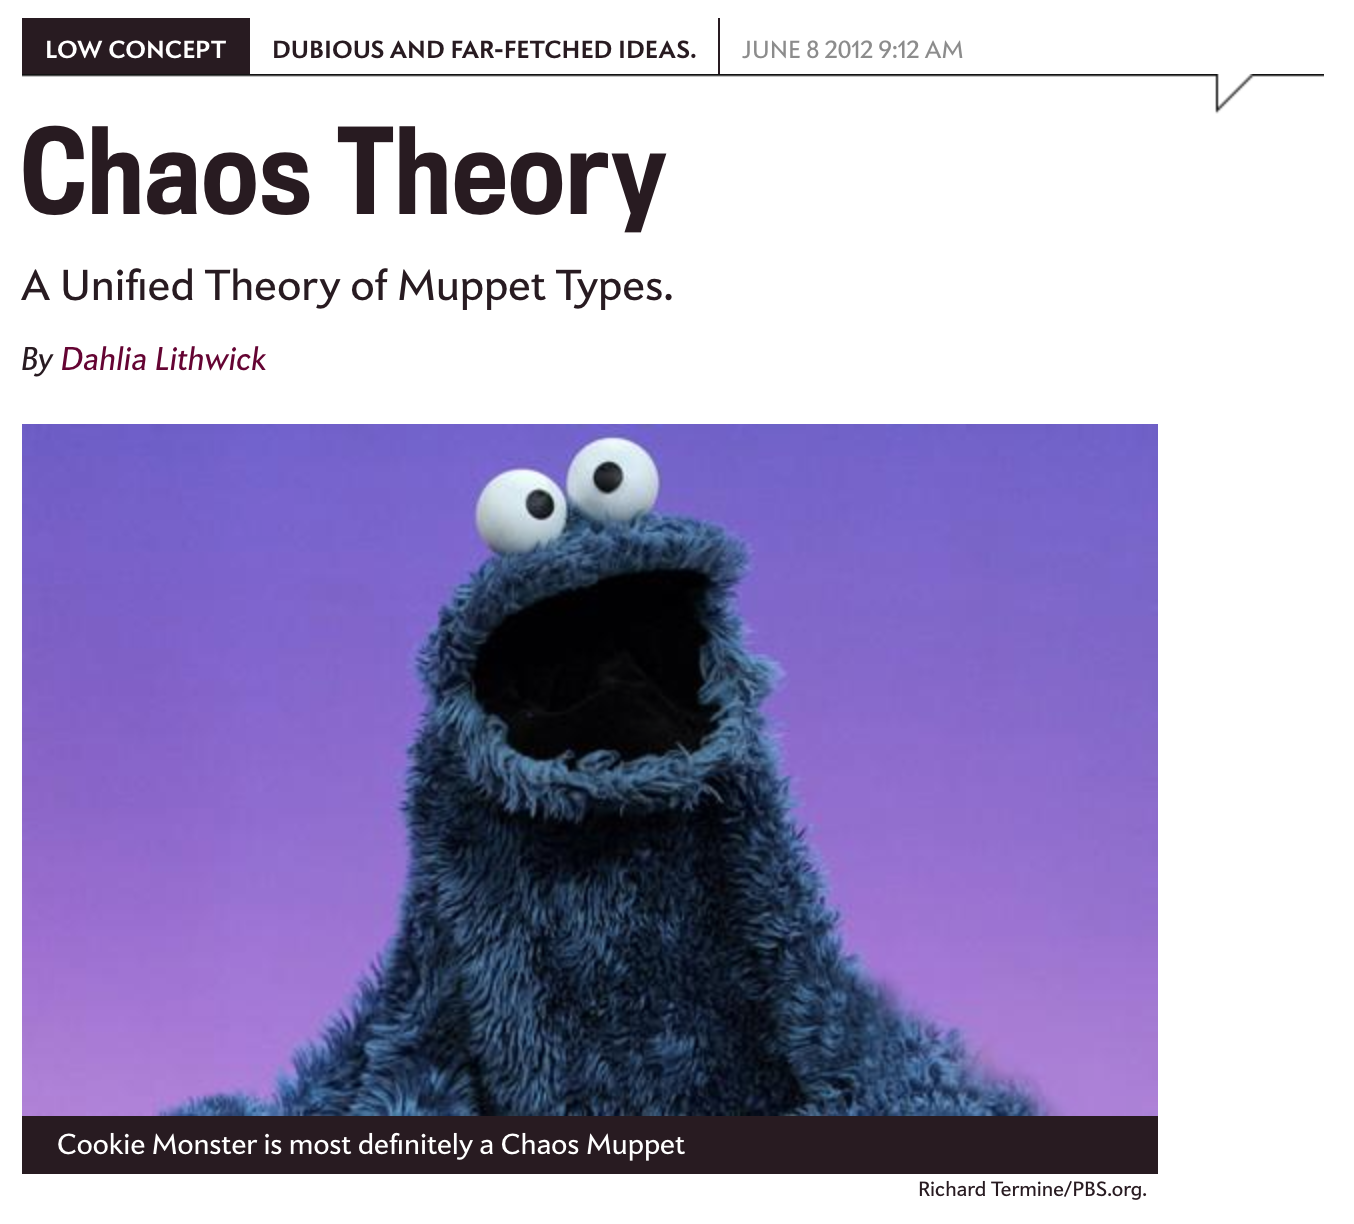 LOW CONCEPT DUBIOUS AND FAR-FETCHED IDEAS. JUNE 8 2012 9:12 AM
Chaos Theory
A Unified Theory of Muppet Types.
By Dahlia Lithwick
Cookie Monster is most definitely a Chaos Muppet
Richard Termine/PBS.org.